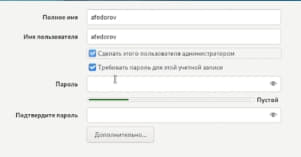 Полное имя afedorov
Имя пользователя afedorov
Сделать этого пользователя администратором
Требовать пароль для этой учетной записи
Пароль
Пустой
Подтвердите пароль
Дополнительно...